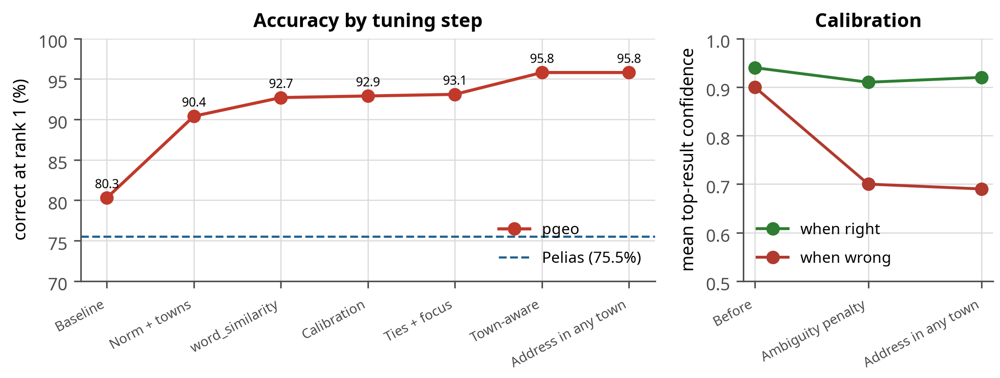 Accuracy by tuning step
correct at rank 1 (%)
100
95
90
85
80
75
70
80.3
90.4
92.7
92.9
93.1
95.8
95.8
pgeo
Pelias (75.5%)
Baseline
Norm + towns
word_similarity
Calibration
Ties + focus
Town-aware
Address in any town
Calibration
mean top-result confidence
1.0
0.9
0.8
0.7
0.6
0.5
when right
when wrong
Before
Ambiguity penalty
Address in any town